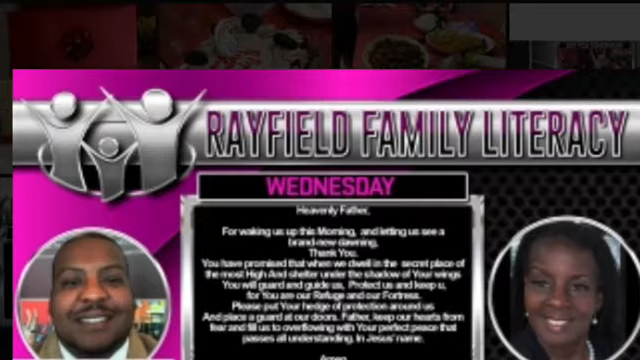 RAYFIELD FAMILY LITERACY
WEDNESDAY
Heavenly Father,
For waking us up this Morning, and letting us see a
brand-new dawning,
Thank You.
You have promised that when we dwell in the secret place of
the most High And shelter under the shadow of Your wings
You will guard and guide us, Protect us and keep u,
for You are our Refuge and our Fortress.
Please put Your hedge of protection around us
And place a guard at our doors. Father, keep our hearts from
fear and fill us to overflowing with Your perfect peace that
passes all understanding. In Jesus' name.
Amen